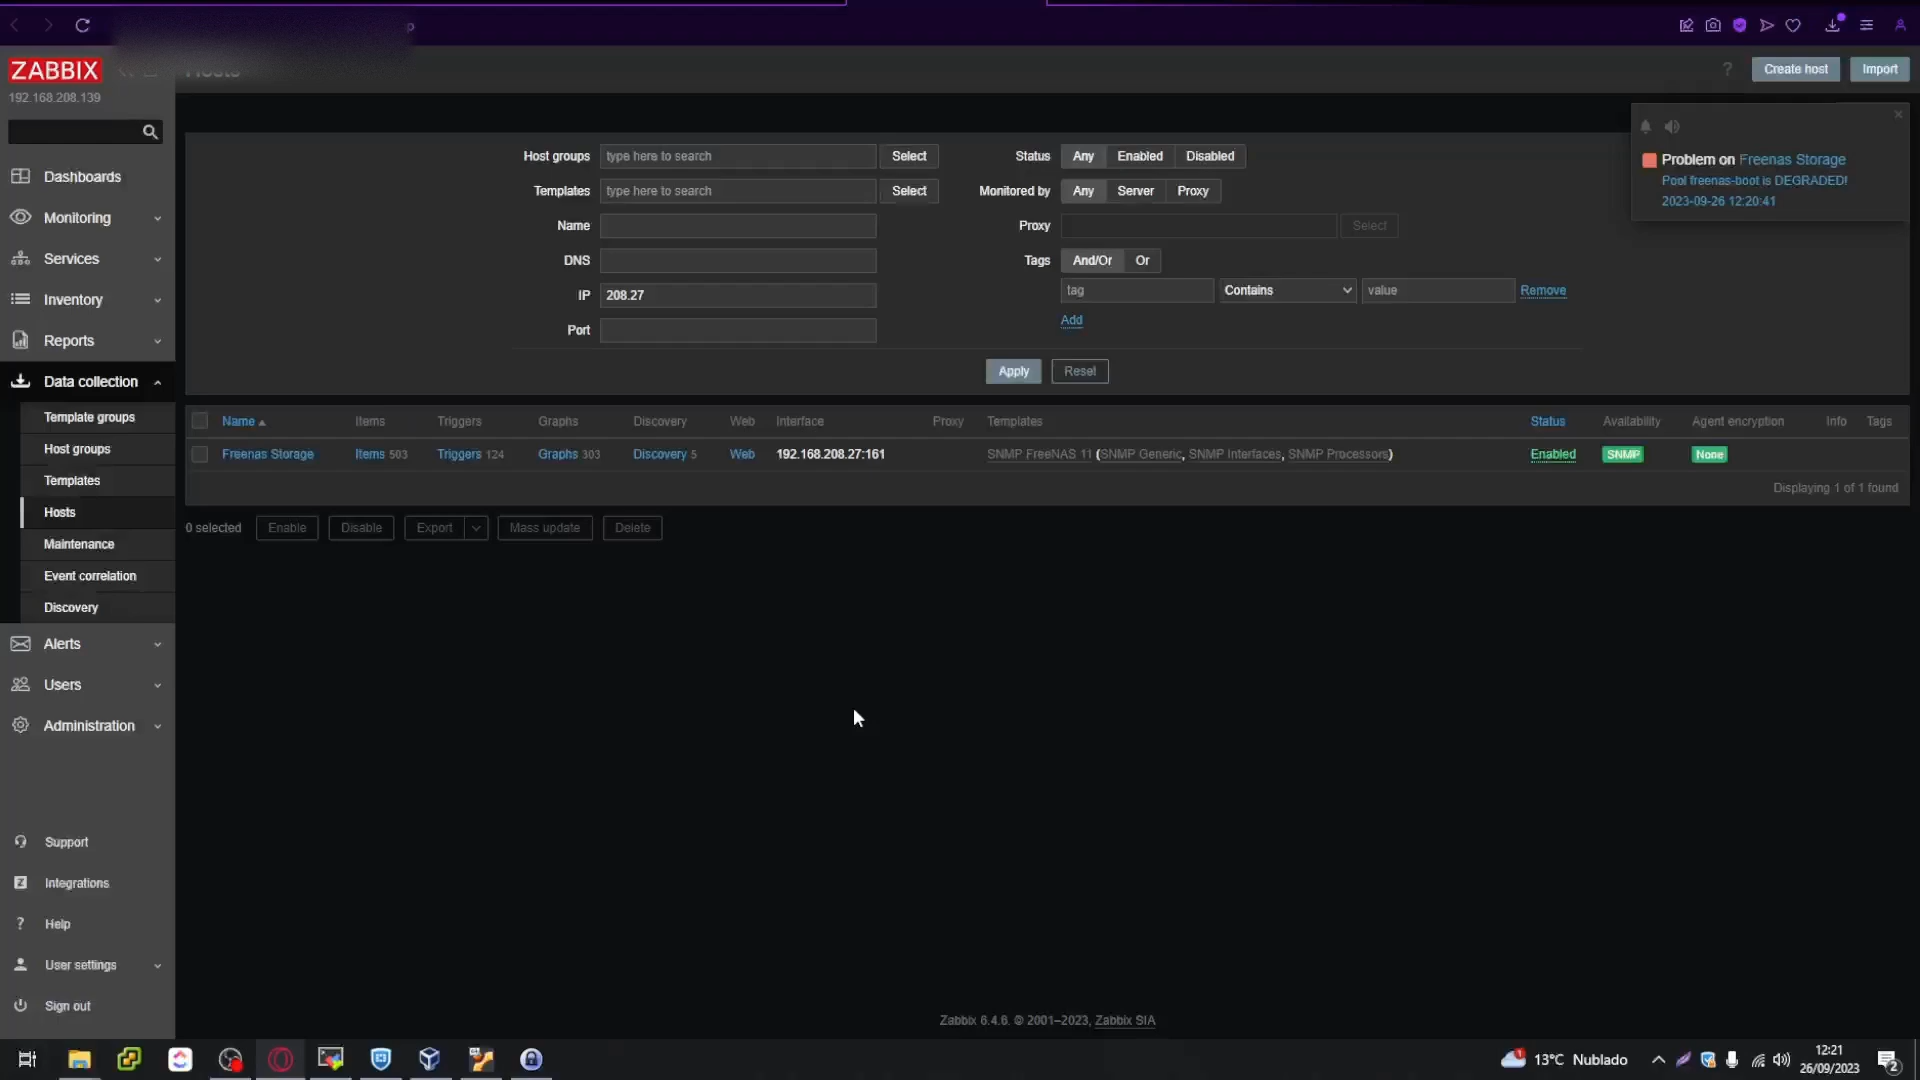 ZABBIX
192.168.208.139
Dashboards
Monitoring
Services
Inventory
Reports
Data collection
Template groups
Host groups
Templates
Hosts
Maintenance
Event correlation
Discovery
Alerts
Users
Administration
Support
Integrations
Help
User settings
Sign out
Hosts
? Create host Import
Host groups type here to search Select
Templates type here to search Select
Name
DNS
IP 208.27
Port
Status Any Enabled Disabled
Monitored by Any Server Proxy
Proxy Select
Tags And/Or Or
tag Contains value Remove
Add
Apply Reset
Problem on Freenas Storage
Pool freenas-boot is DEGRADED!
2023-09-26 12:20:41
Name Items Triggers Graphs Discovery Web Interface Proxy Templates Status Availability Agent encryption Info Tags
Freenas Storage Items 503 Triggers 124 Graphs 303 Discovery 5 Web 192.168.208.27:161 SNMP FreeNAS 11 (SNMP Generic, SNMP Interfaces, SNMP Processors) Enabled SNMP None
Displaying 1 of 1 found
0 selected Enable Disable Export Mass update Delete
Zabbix 6.4.6. © 2001–2023, Zabbix SIA
13°C Nublado
12:21
26/09/2023
2